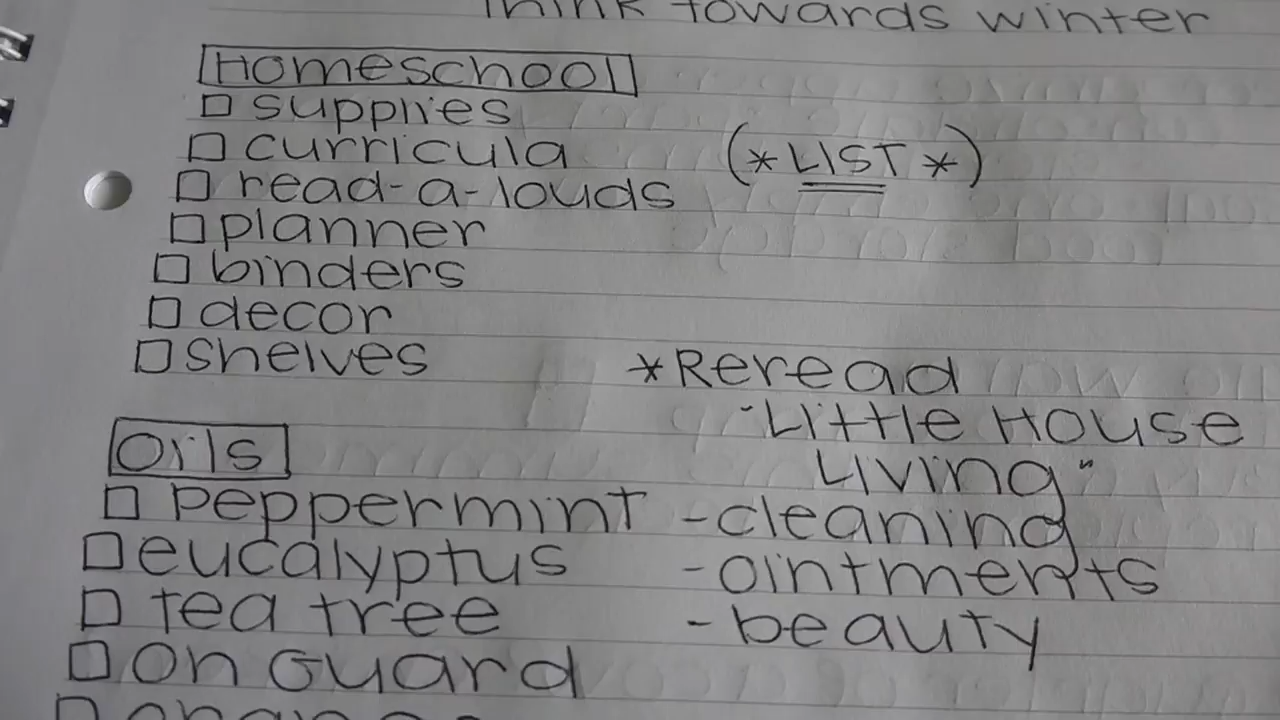 Think towards winter
Homeschool
supplies
curricula (* LIST *)
read-a-louds
planner
binders
decor
shelves
*Reread
"Little House
Living"
Oils
peppermint -cleaning
eucalyptus -ointments
tea tree -beauty
on Guard